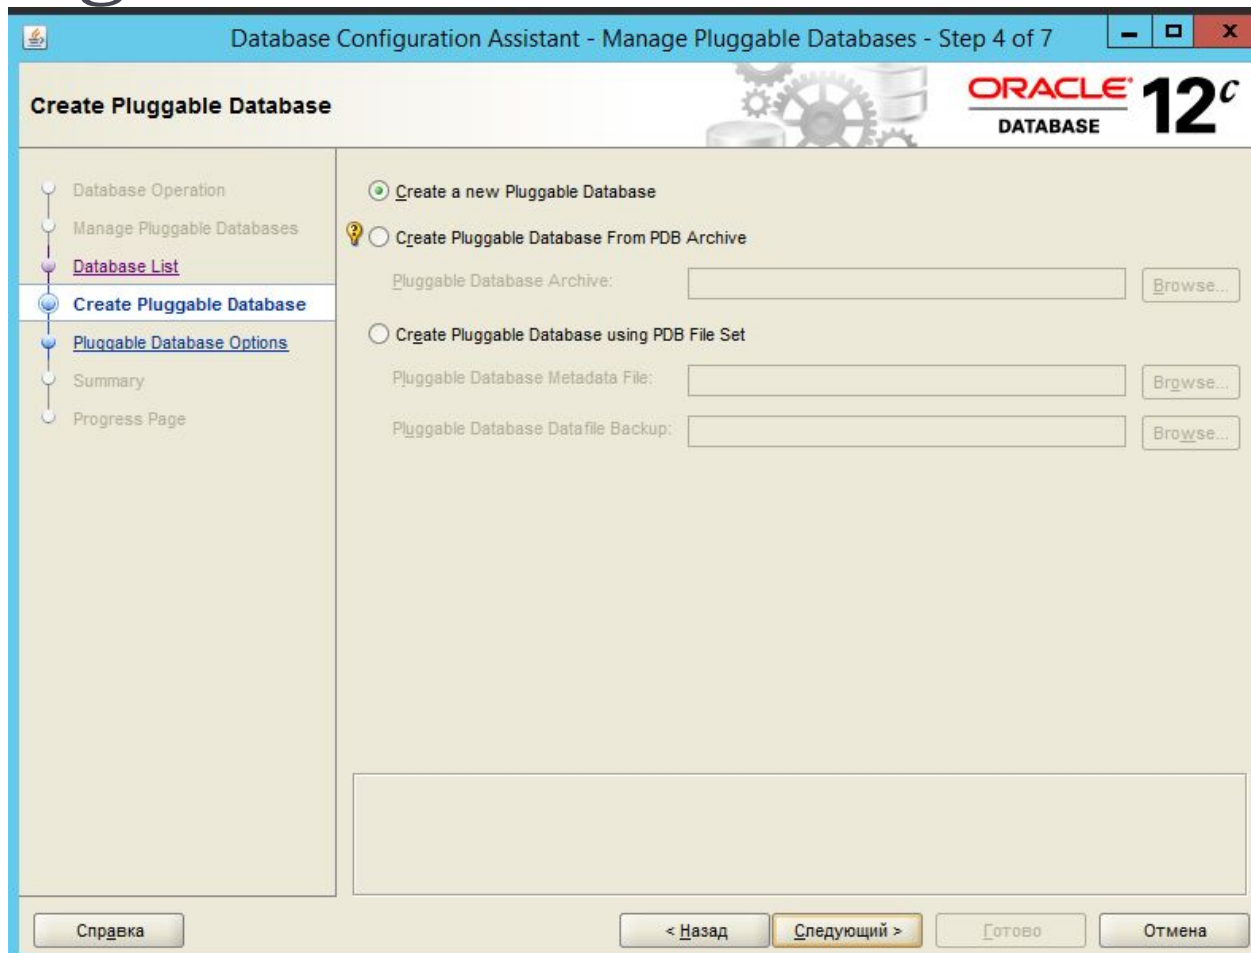 Database Configuration Assistant - Manage Pluggable Databases - Step 4 of 7
Create Pluggable Database
ORACLE DATABASE 12c
Database Operation
Manage Pluggable Databases
Database List
Create Pluggable Database
Pluggable Database Options
Summary
Progress Page
Create a new Pluggable Database
Create Pluggable Database From PDB Archive
Pluggable Database Archive:
Browse...
Create Pluggable Database using PDB File Set
Pluggable Database Metadata File:
Browse...
Pluggable Database Datafile Backup:
Browse...
Справка
< Назад
Следующий >
Готово
Отмена